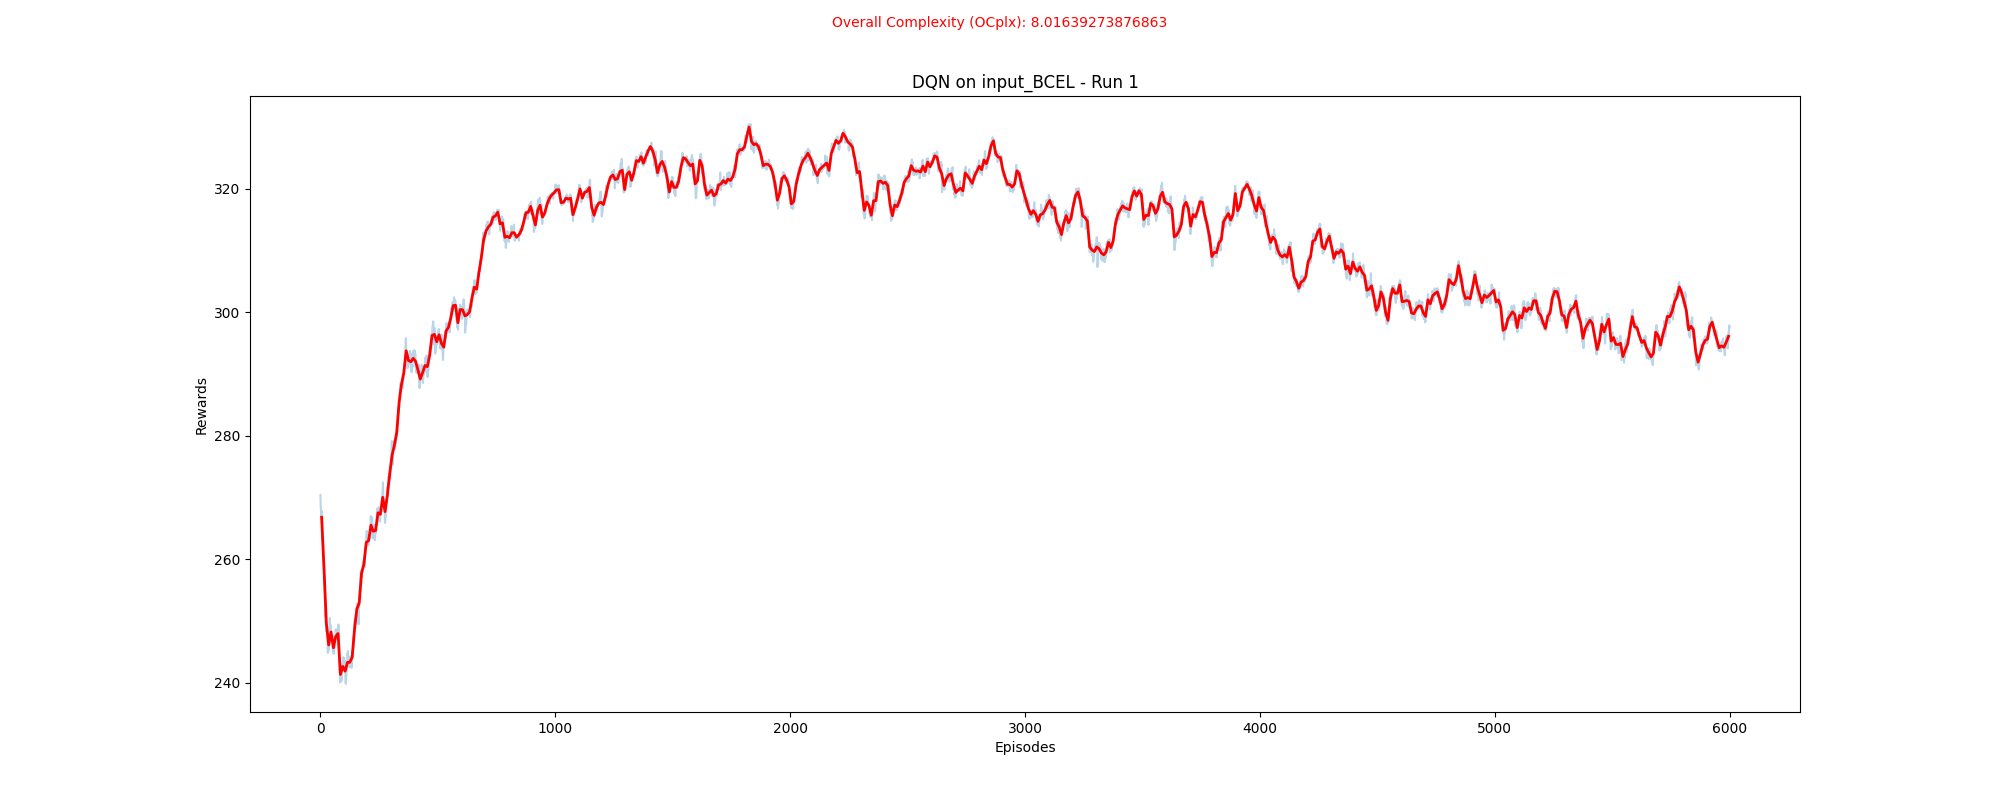 Overall Complexity (OCplx): 8.01639273876863
DQN on input_BCEL - Run 1
Rewards
320
300
280
260
240
0 1000 2000 3000 4000 5000 6000
Episodes